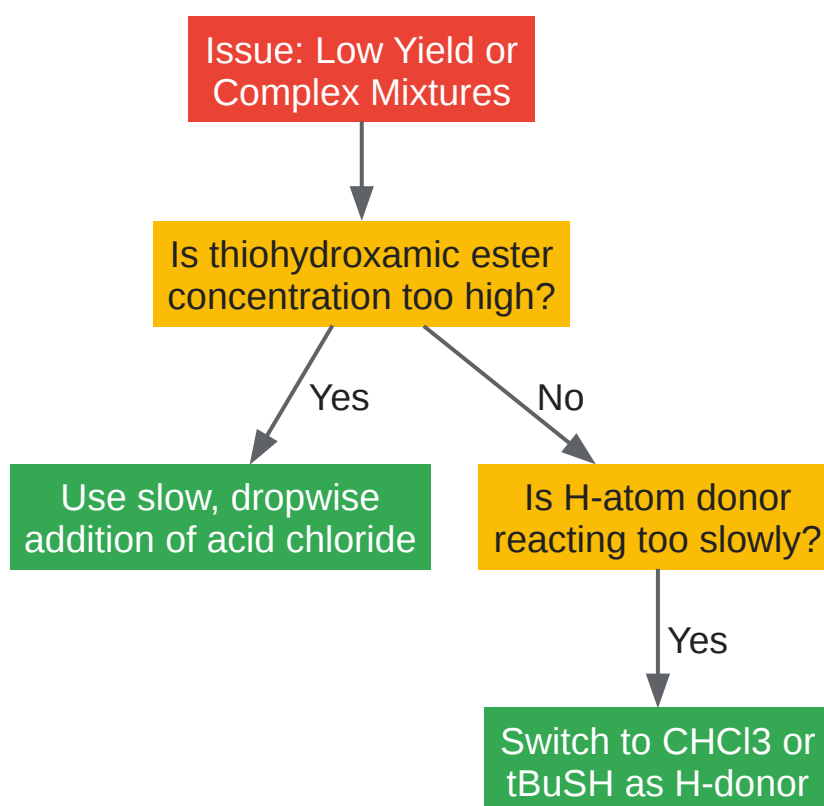 Issue: Low Yield or
Complex Mixtures
Is thiohydroxamic ester
concentration too high?
Yes
No
Use slow, dropwise
addition of acid chloride
Is H-atom donor
reacting too slowly?
Yes
Switch to CHCl3 or
tBuSH as H-donor